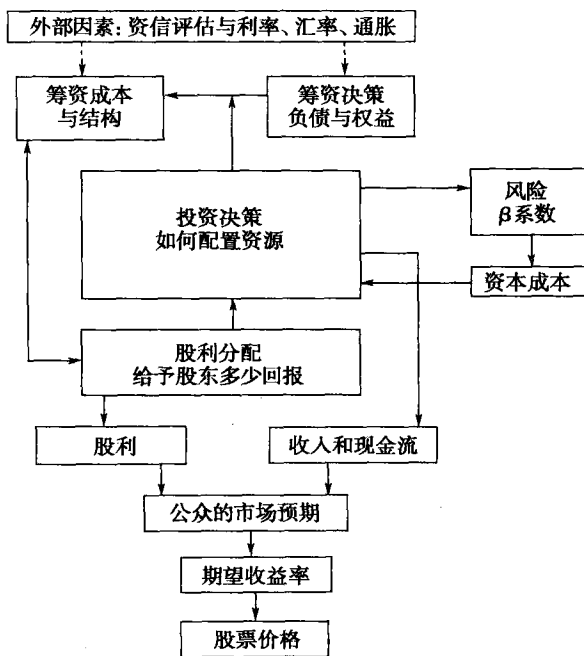 外部因素：资信评估与利率、汇率、通胀
筹资成本
与结构
筹资决策
负债与权益
投资决策
如何配置资源
风险
β系数
资本成本
股利分配
给予股东多少回报
股利
收入和现金流
公众的市场预期
期望收益率
股票价格